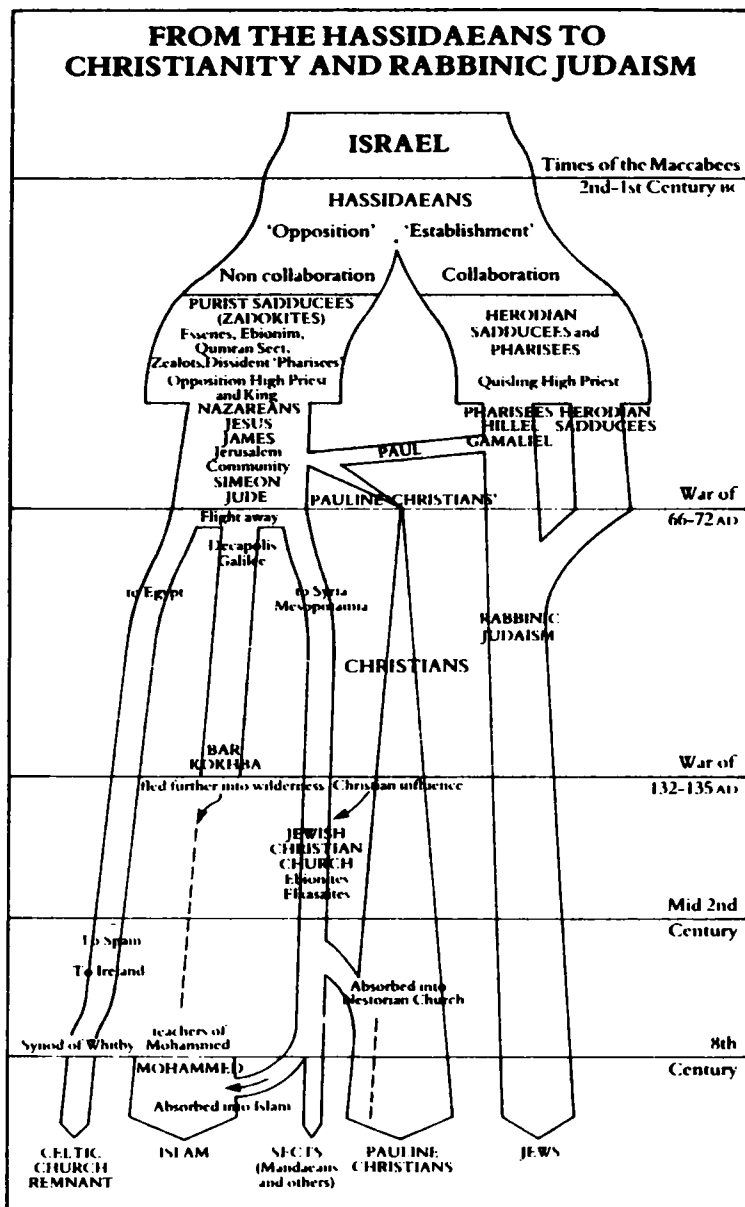 FROM THE HASSIDAEANS TO
CHRISTIANITY AND RABBINIC JUDAISM
ISRAEL
Times of the Maccabees
2nd-1st Century BC
HASSIDAEANS
'Opposition' 'Establishment'
Non collaboration Collaboration
PURIST SADDUCEES
(ZADOKITES)
Essenes, Ebionim,
Qumran Sect,
Zealots, Dissident 'Pharisees'
Opposition High Priest
and King
HERODIAN
SADDUCEES and
PHARISEES
Quisling High Priest
NAZAREANS
JESUS
JAMES
Jerusalem
Community
SIMEON
JUDE
PHARISEES
HILLEL
GAMALIEL
HERODIAN
SADDUCEES
PAUL
'PAULINE CHRISTIANS'
War of
66-72 AD
Flight away
Decapolis
Galilee
to Egypt
to Syria
Mesopotamia
RABBINIC
JUDAISM
CHRISTIANS
BAR
KOKHBA
War of
132-135 AD
fled further into wilderness
Christian influence
JEWISH
CHRISTIAN
CHURCH
Ebionites
Elkasaites
Mid 2nd
Century
To Spain
To Ireland
Absorbed into
Nestorian Church
Synod of Whitby
teachers of
Mohammed
8th
Century
MOHAMMED
Absorbed into Islam
CELTIC
CHURCH
REMNANT
ISLAM
SECTS
(Mandaeans
and others)
PAULINE
CHRISTIANS
JEWS